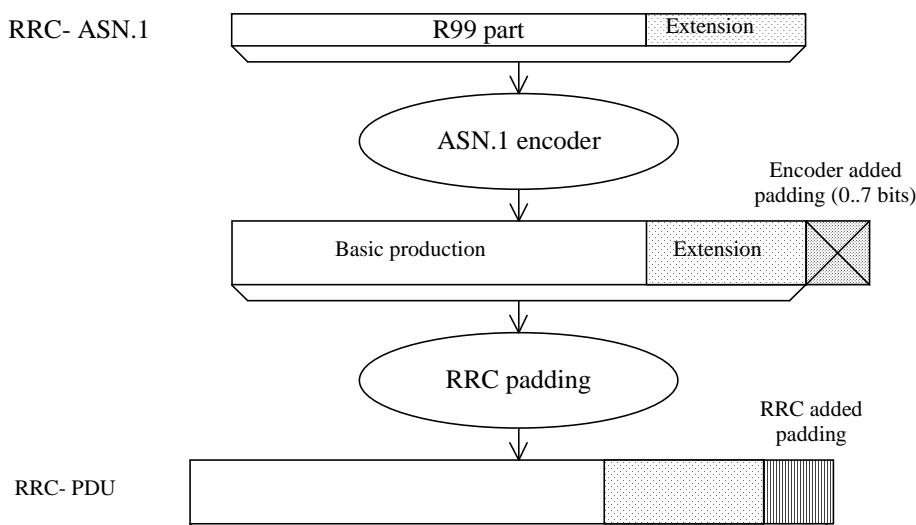 RRC- ASN.1
R99 part
Extension
ASN.1 encoder
Encoder added
padding (0..7 bits)
Basic production
Extension
RRC padding
RRC added
padding
RRC- PDU